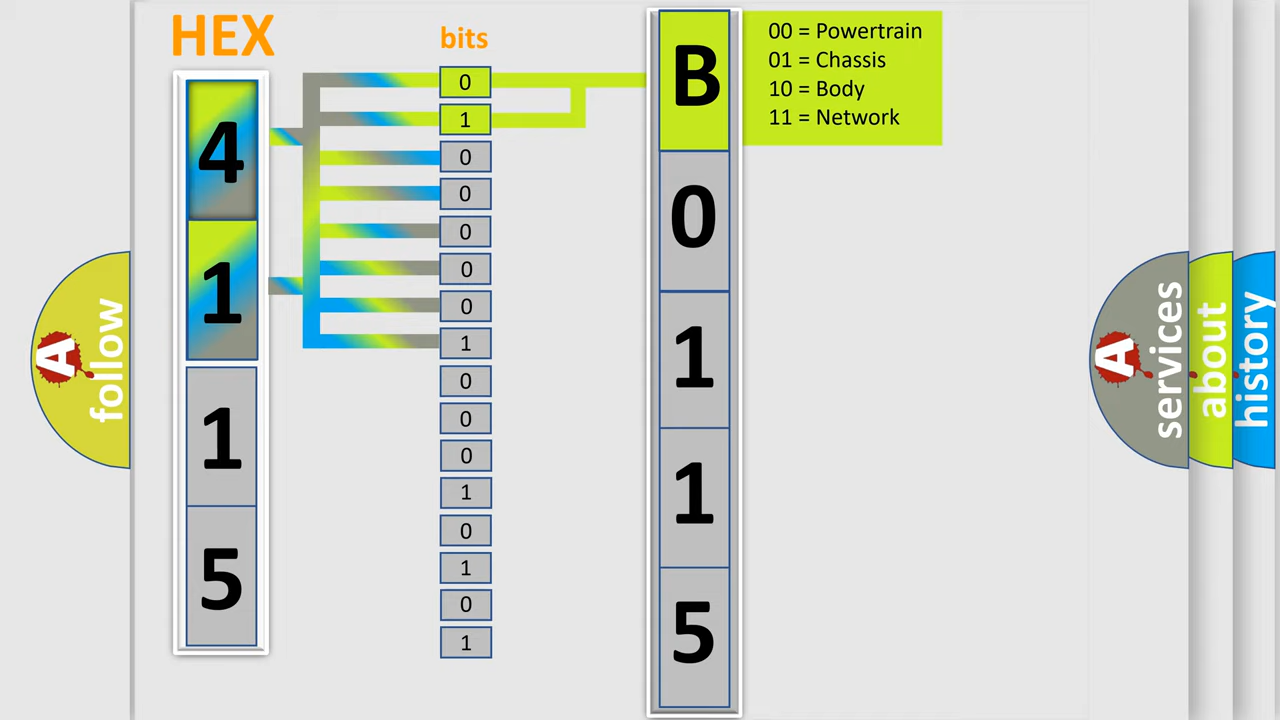 HEX
bits
4
1
1
5
0
1
0
0
0
0
0
1
0
0
0
1
0
1
0
1
B
0
1
1
5
00 = Powertrain
01 = Chassis
10 = Body
11 = Network
A
follow
A
services
about
history